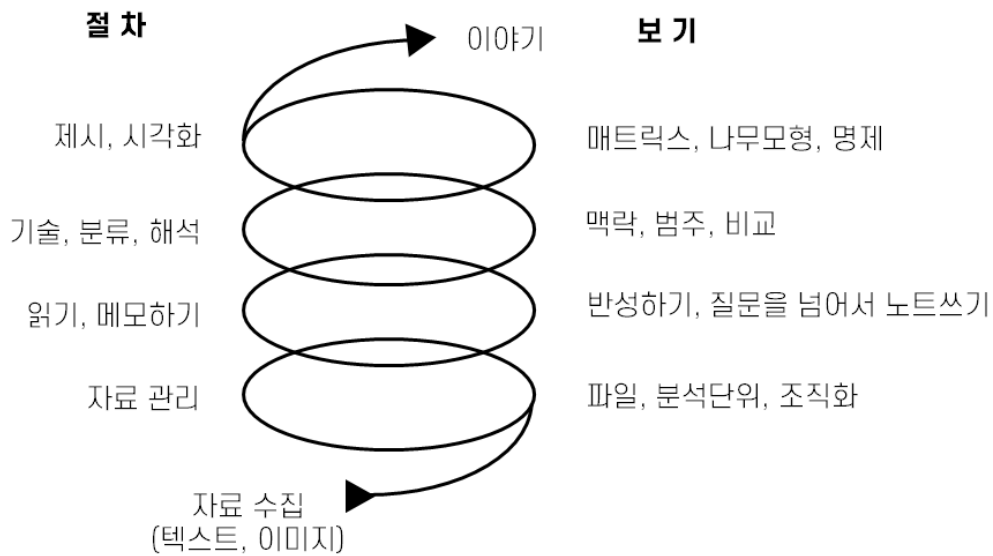 절 차
보 기
이야기
제시, 시각화
매트릭스, 나무모형, 명제
기술, 분류, 해석
맥락, 범주, 비교
읽기, 메모하기
반성하기, 질문을 넘어서 노트쓰기
자료 관리
파일, 분석단위, 조직화
자료 수집
(텍스트, 이미지)